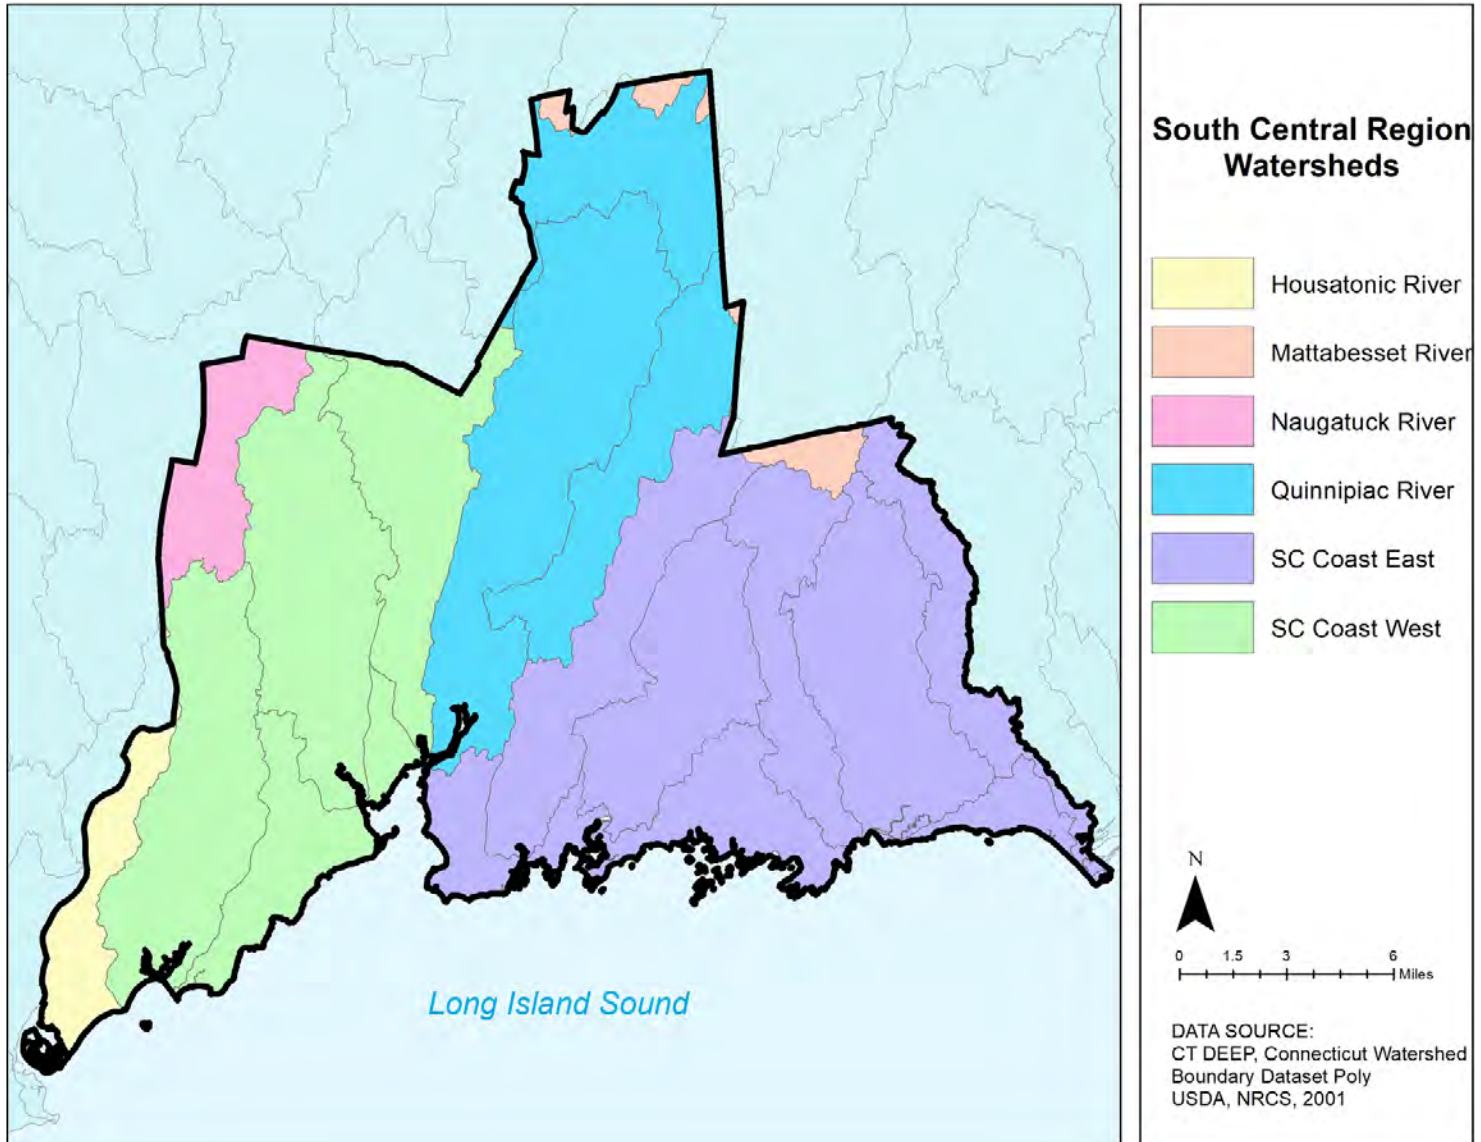 South Central Region
Watersheds
Housatonic River
Mattabesset River
Naugatuck River
Quinnipiac River
SC Coast East
SC Coast West
Long Island Sound
N
0 1.5 3 6
Miles
DATA SOURCE:
CT DEEP, Connecticut Watershed
Boundary Dataset Poly
USDA, NRCS, 2001